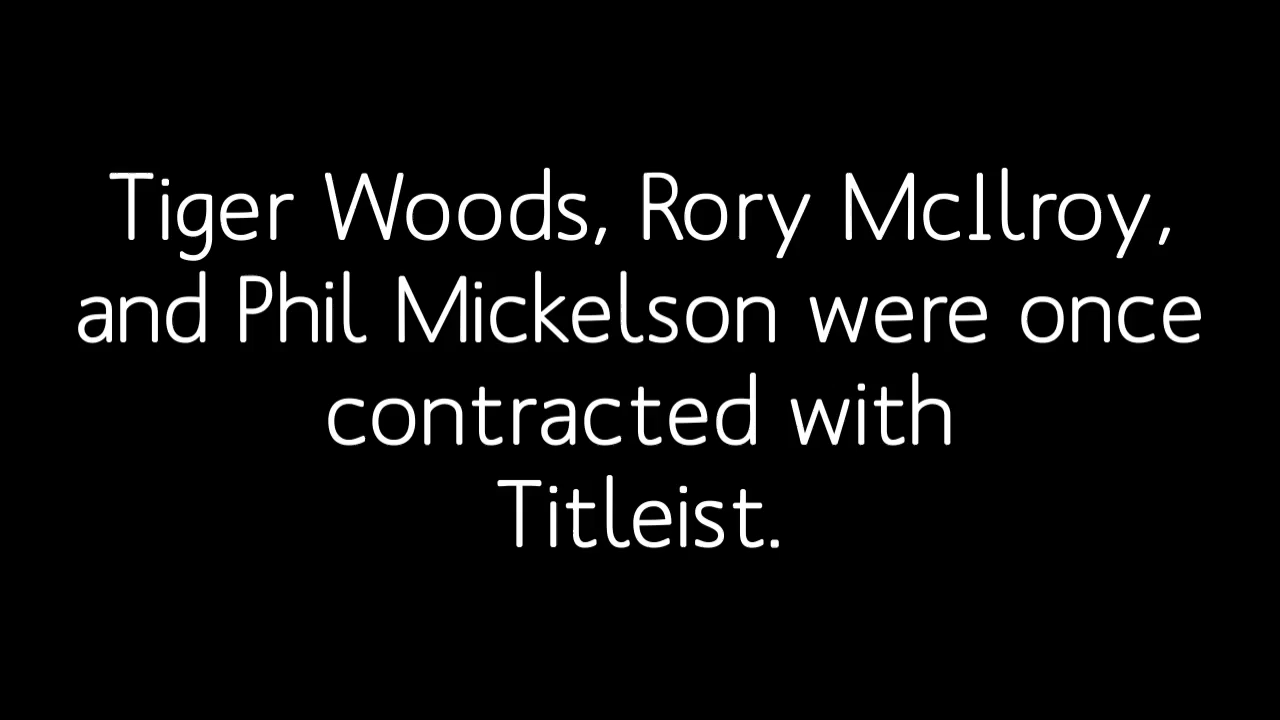 Tiger Woods, Rory McIlroy,
and Phil Mickelson were once
contracted with
Titleist.